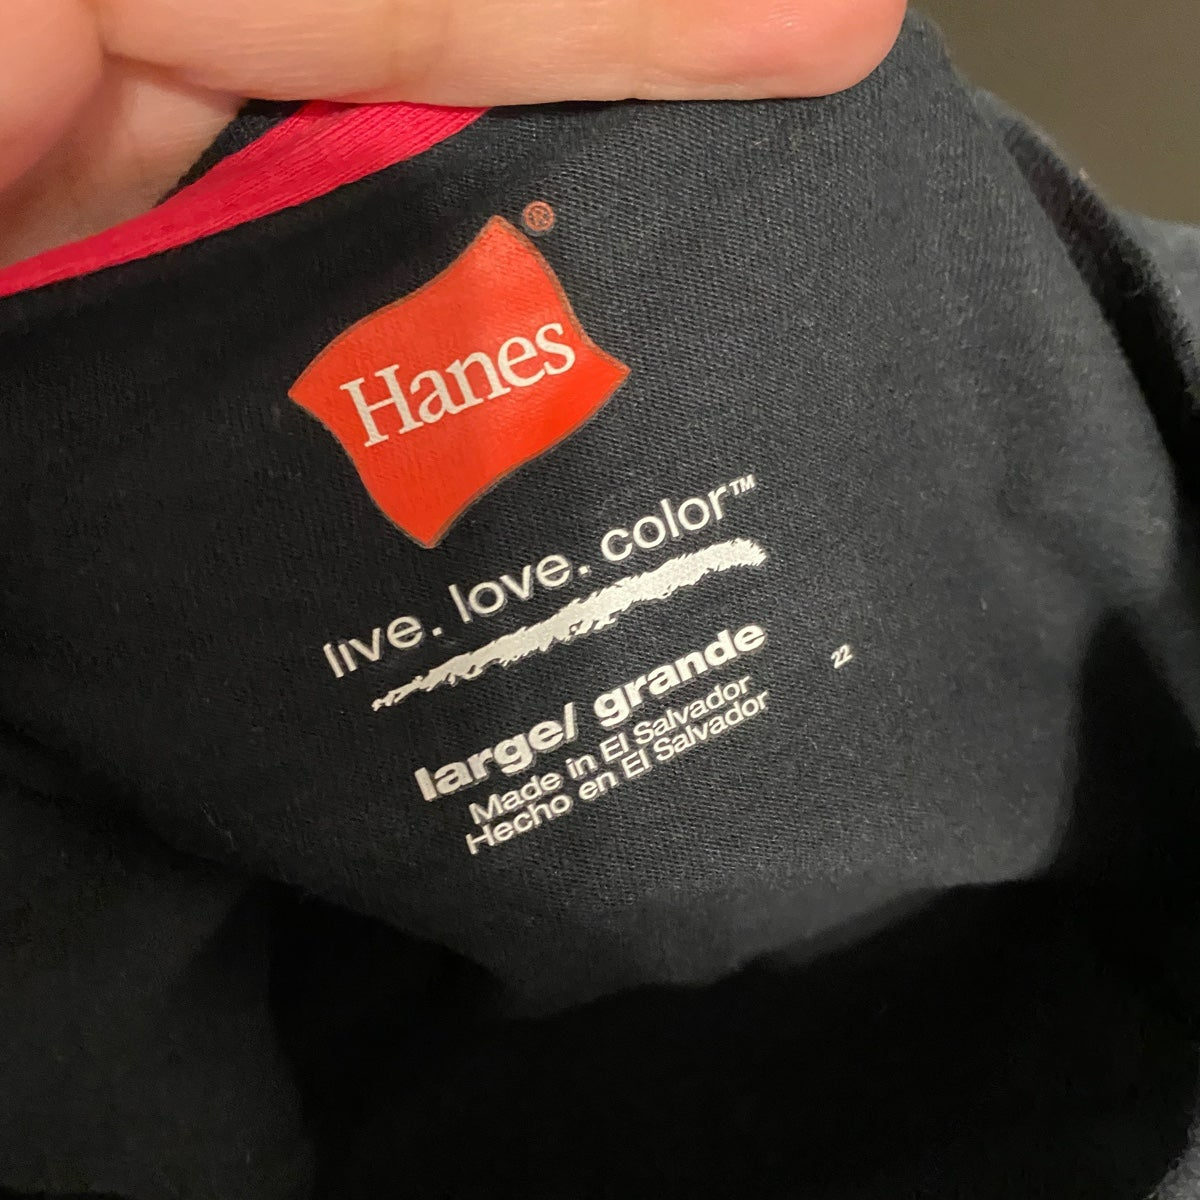 Hanes®
live. love. color™
large/ grande
22
Made in El Salvador
Hecho en El Salvador